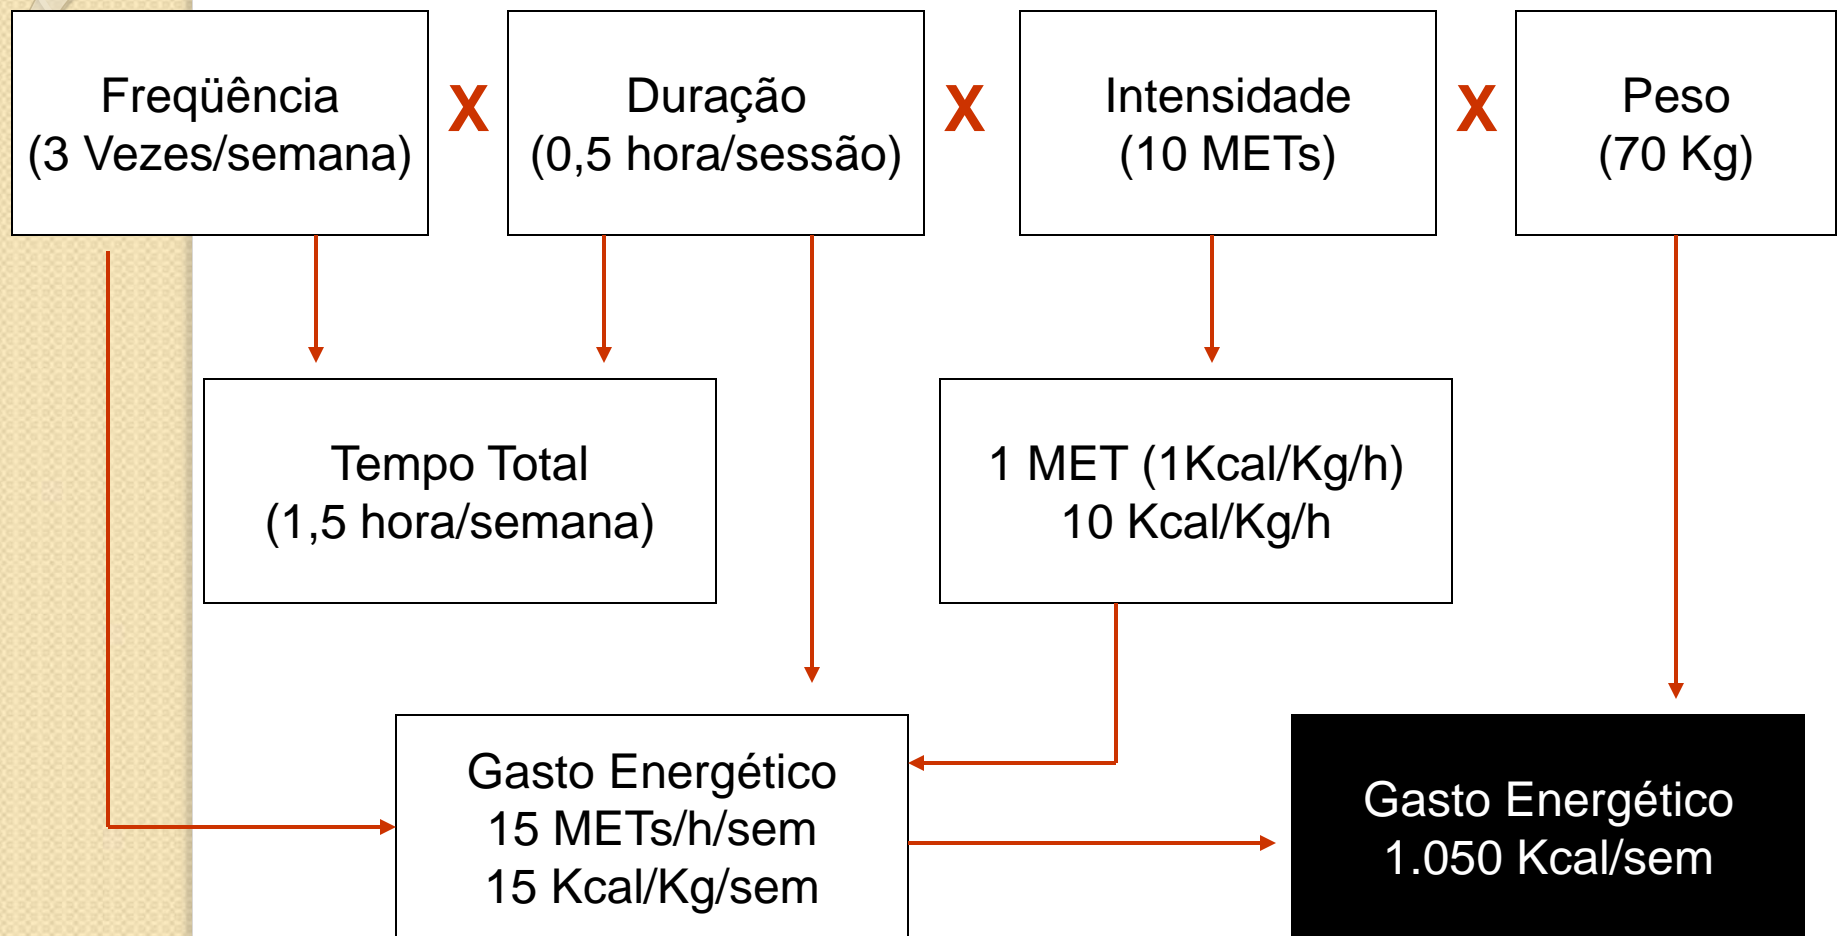 Freqüência
(3 Vezes/semana)
X
Duração
(0,5 hora/sessão)
X
Intensidade
(10 METs)
X
Peso
(70 Kg)
Tempo Total
(1,5 hora/semana)
1 MET (1Kcal/Kg/h)
10 Kcal/Kg/h
Gasto Energético
15 METs/h/sem
15 Kcal/Kg/sem
Gasto Energético
1.050 Kcal/sem